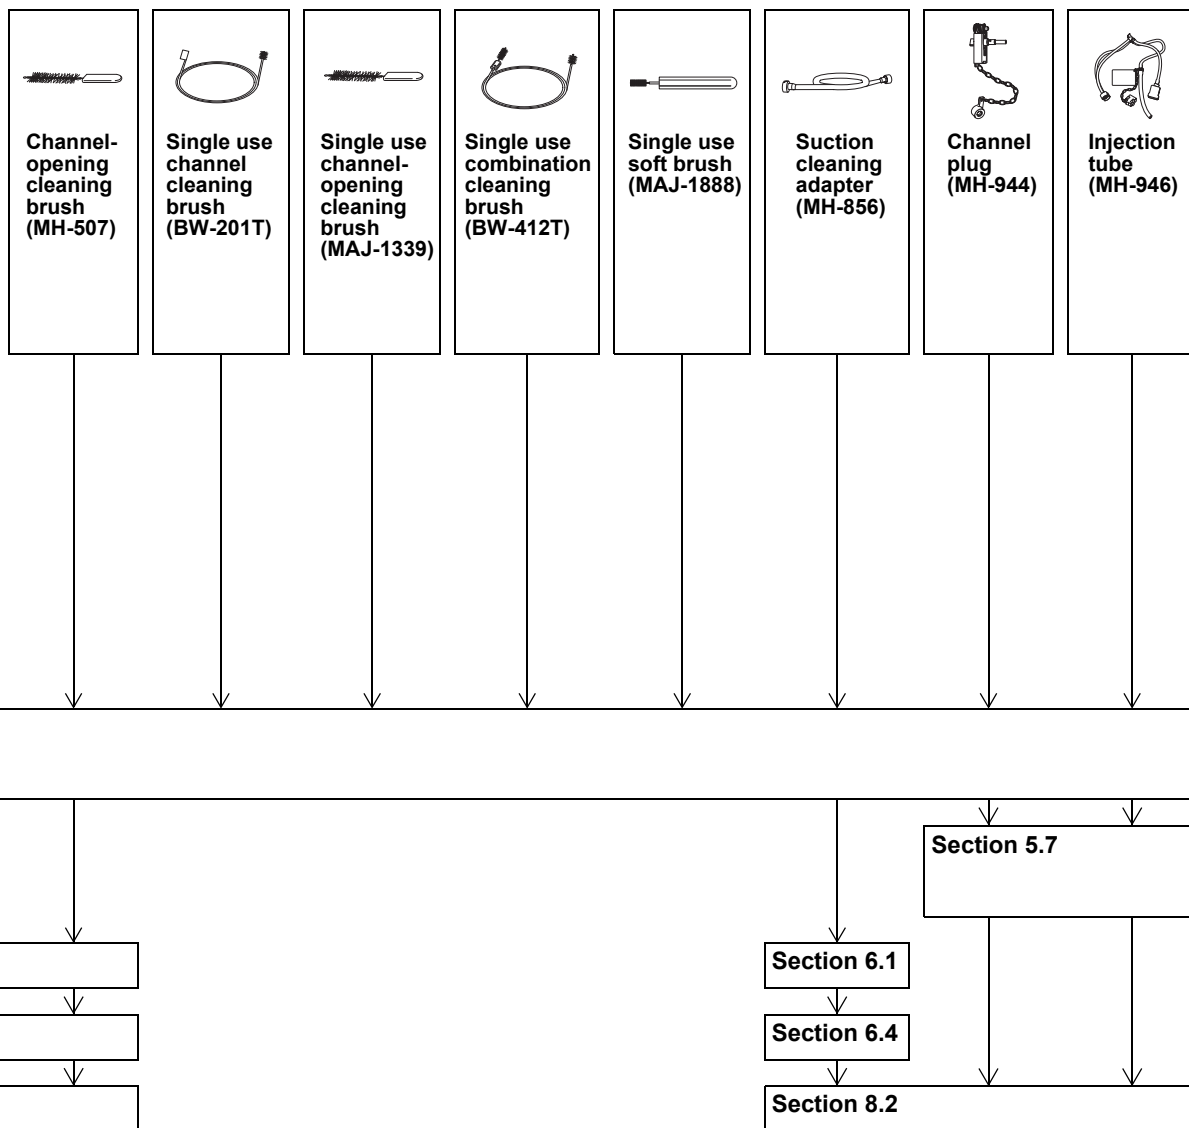 Channel-
opening
cleaning
brush
(MH-507)
Single use
channel
cleaning
brush
(BW-201T)
Single use
channel-
opening
cleaning
brush
(MAJ-1339)
Single use
combination
cleaning
brush
(BW-412T)
Single use
soft brush
(MAJ-1888)
Suction
cleaning
adapter
(MH-856)
Channel
plug
(MH-944)
Injection
tube
(MH-946)
Section 5.7
Section 6.1
Section 6.4
Section 8.2